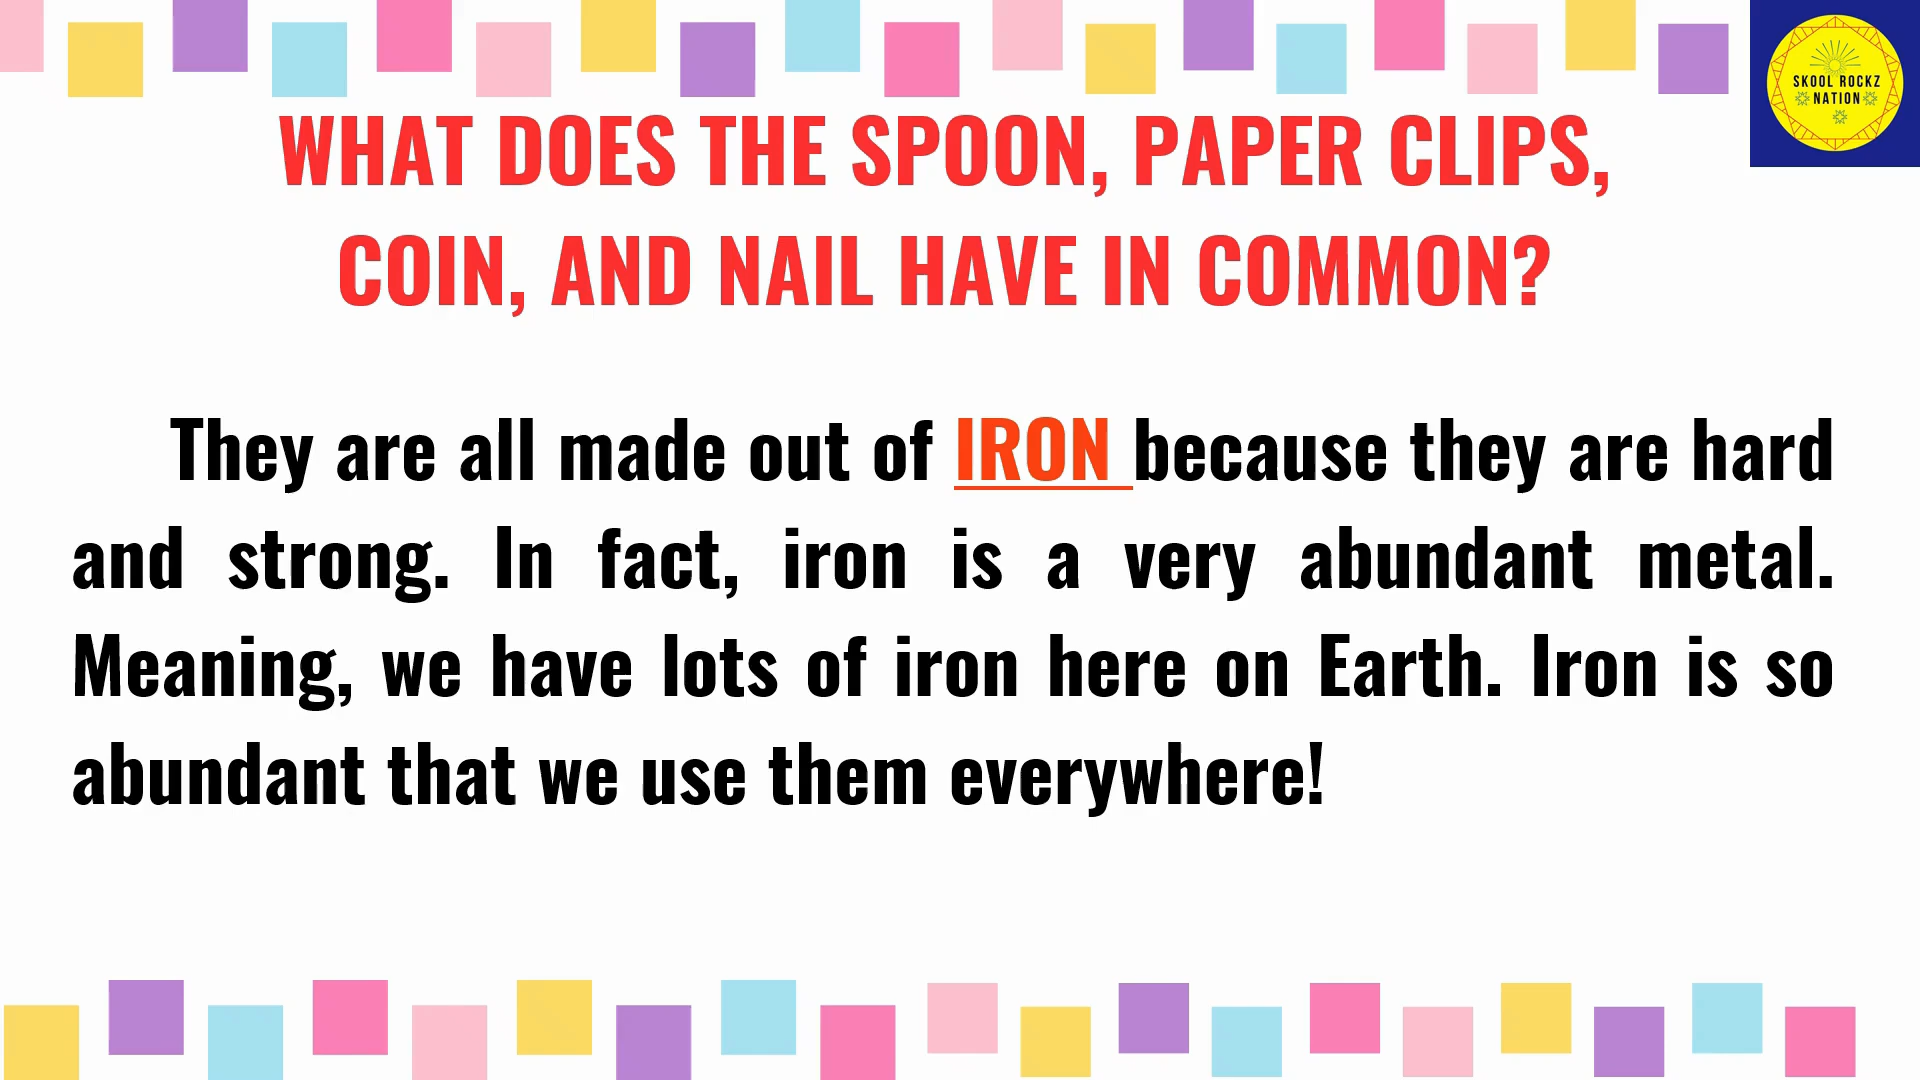 SKOOL ROCKZ
NATION
WHAT DOES THE SPOON, PAPER CLIPS,
COIN, AND NAIL HAVE IN COMMON?
They are all made out of IRON because they are hard
and strong. In fact, iron is a very abundant metal.
Meaning, we have lots of iron here on Earth. Iron is so
abundant that we use them everywhere!